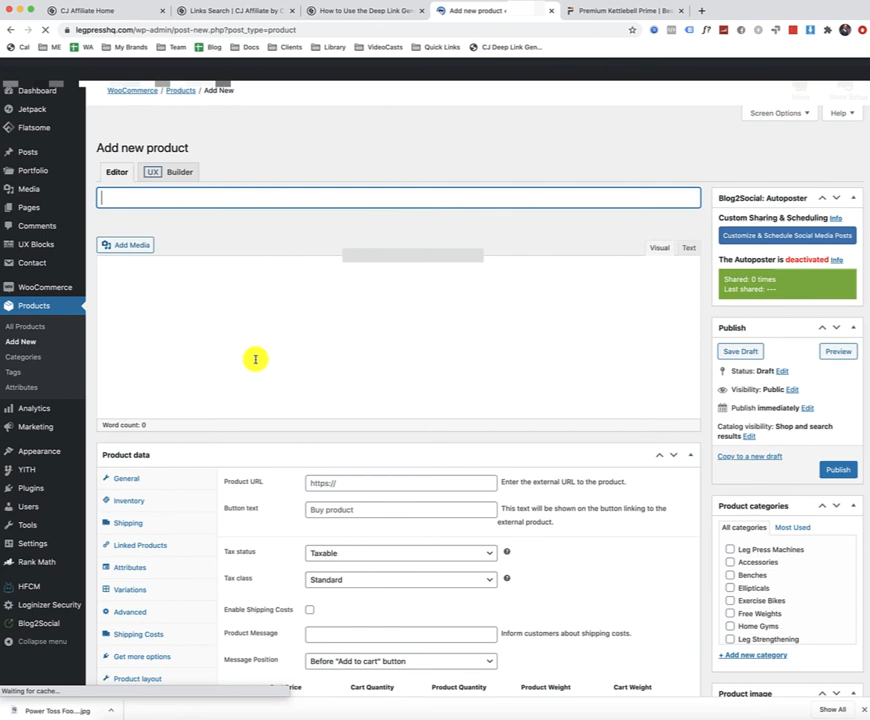 CJ Affiliate Home
Links Search | CJ Affiliate by C
How to Use the Deep Link Gen
Add new product ‹
Premium Kettlebell Prime | Be
legpresshq.com/wp-admin/post-new.php?post_type=product
Cal
ME
WA
My Brands
Team
Blog
Docs
Clients
Library
VideoCasts
Quick Links
CJ Deep Link Gen...
Dashboard
Jetpack
Flatsome
Posts
Portfolio
Media
Pages
Comments
UX Blocks
Contact
WooCommerce
Products
All Products
Add New
Categories
Tags
Attributes
Analytics
Marketing
Appearance
YITH
Plugins
Users
Tools
Settings
Rank Math
HFCM
Loginizer Security
Blog2Social
Collapse menu
WooCommerce / Products / Add New
Screen Options
Help
Add new product
Editor
UX Builder
Add Media
Visual
Text
Word count: 0
Product data
General
Inventory
Shipping
Linked Products
Attributes
Variations
Advanced
Shipping Costs
Get more options
Product layout
Product URL
https://
Enter the external URL to the product.
Button text
Buy product
This text will be shown on the button linking to the
external product.
Tax status
Taxable
Tax class
Standard
Enable Shipping Costs
Product Message
Inform customers about shipping costs.
Message Position
Before "Add to cart" button
Price
Cart Quantity
Product Quantity
Product Weight
Cart Weight
Blog2Social: Autoposter
Custom Sharing & Scheduling Info
Customize & Schedule Social Media Posts
The Autoposter is deactivated Info
Shared: 0 times
Last shared: ---
Publish
Save Draft
Preview
Status: Draft Edit
Visibility: Public Edit
Publish immediately Edit
Catalog visibility: Shop and search
results Edit
Copy to a new draft
Publish
Product categories
All categories
Most Used
Leg Press Machines
Accessories
Benches
Ellipticals
Exercise Bikes
Free Weights
Home Gyms
Leg Strengthening
+ Add new category
Product image
Waiting for cache...
Power Toss Foo....jpg
Show All